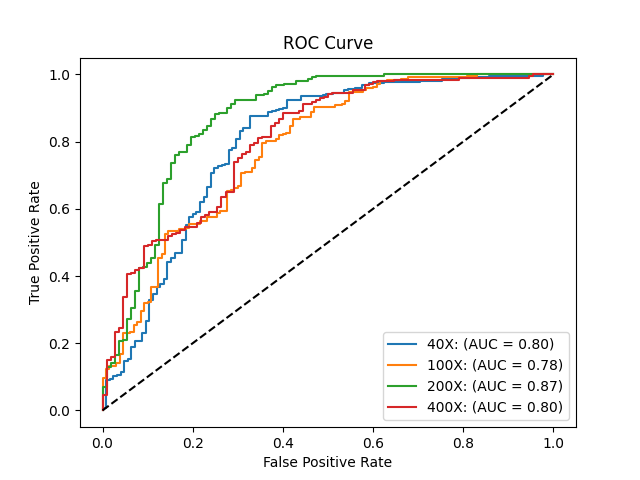 ROC Curve
True Positive Rate
1.0
0.8
0.6
0.4
0.2
0.0
40X: (AUC = 0.80)
100X: (AUC = 0.78)
200X: (AUC = 0.87)
400X: (AUC = 0.80)
0.0 0.2 0.4 0.6 0.8 1.0
False Positive Rate